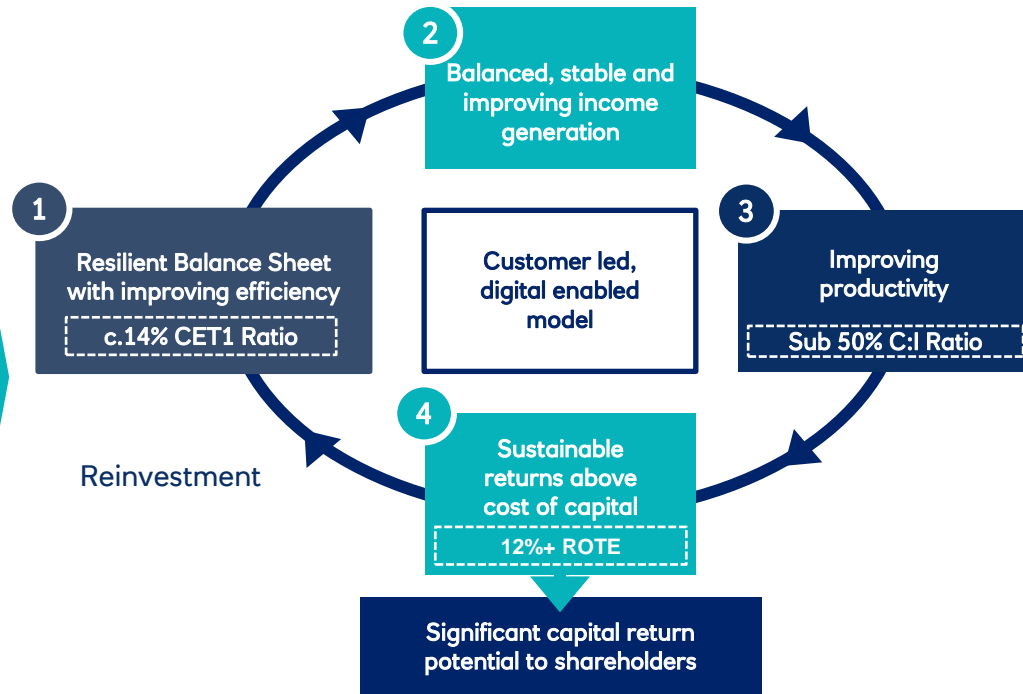 1
Resilient Balance Sheet
with improving efficiency
c.14% CET1 Ratio
2
Balanced, stable and
improving income
generation
3
Improving
productivity
Sub 50% C:I Ratio
Customer led,
digital enabled
model
4
Sustainable
returns above
cost of capital
12%+ ROTE
Reinvestment
Significant capital return
potential to shareholders